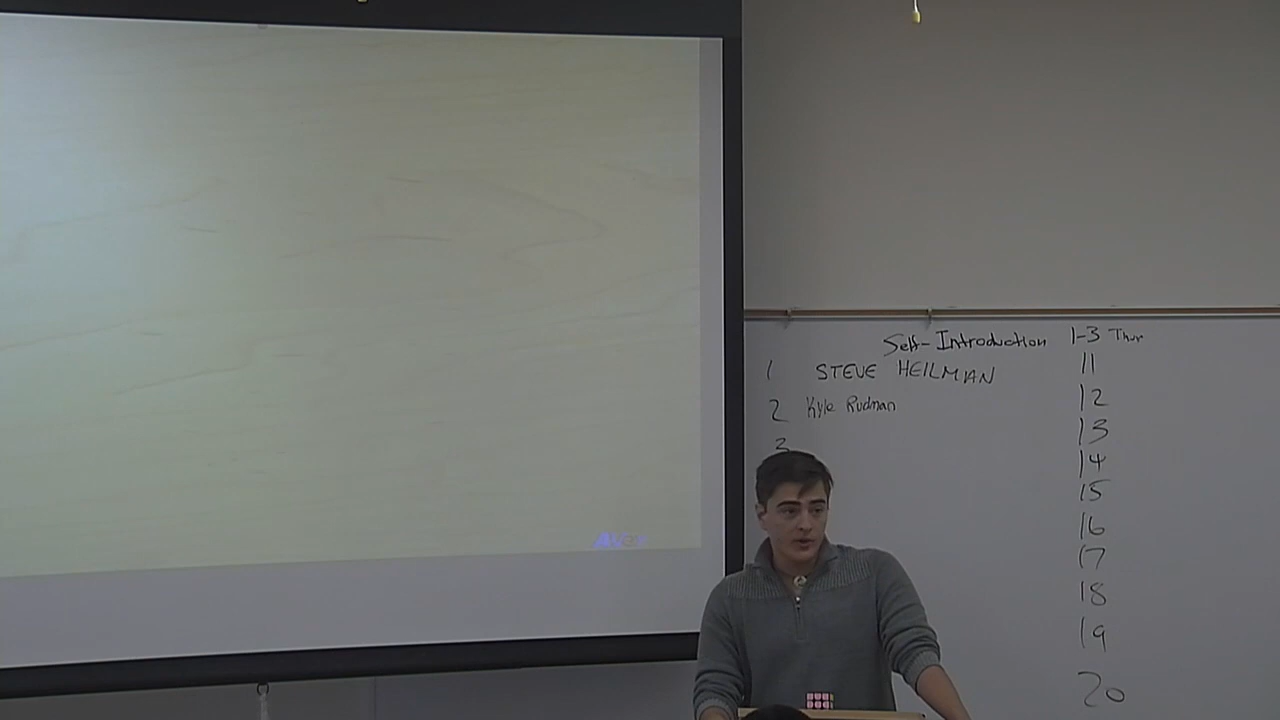 Self-Introduction 1-3 Thur
1 STEVE HEILMAN 11
2 Kyle Rudman 12
3 13
14
15
16
17
18
19
20